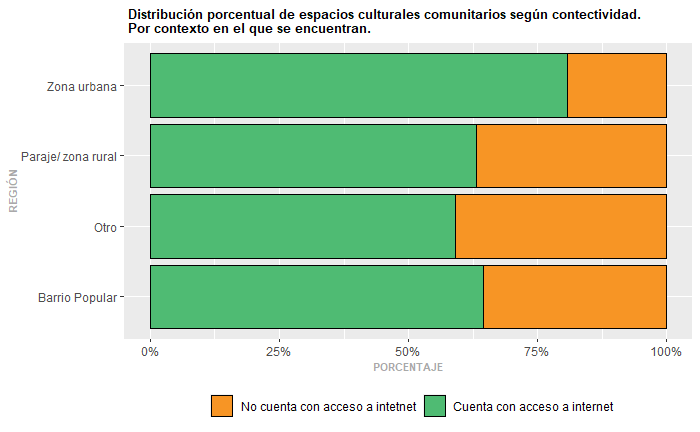 Distribución porcentual de espacios culturales comunitarios según contectividad.
Por contexto en el que se encuentran.
REGIÓN
Zona urbana
Paraje/ zona rural
Otro
Barrio Popular
0% 25% 50% 75% 100%
PORCENTAJE
No cuenta con acceso a intetnet Cuenta con acceso a internet